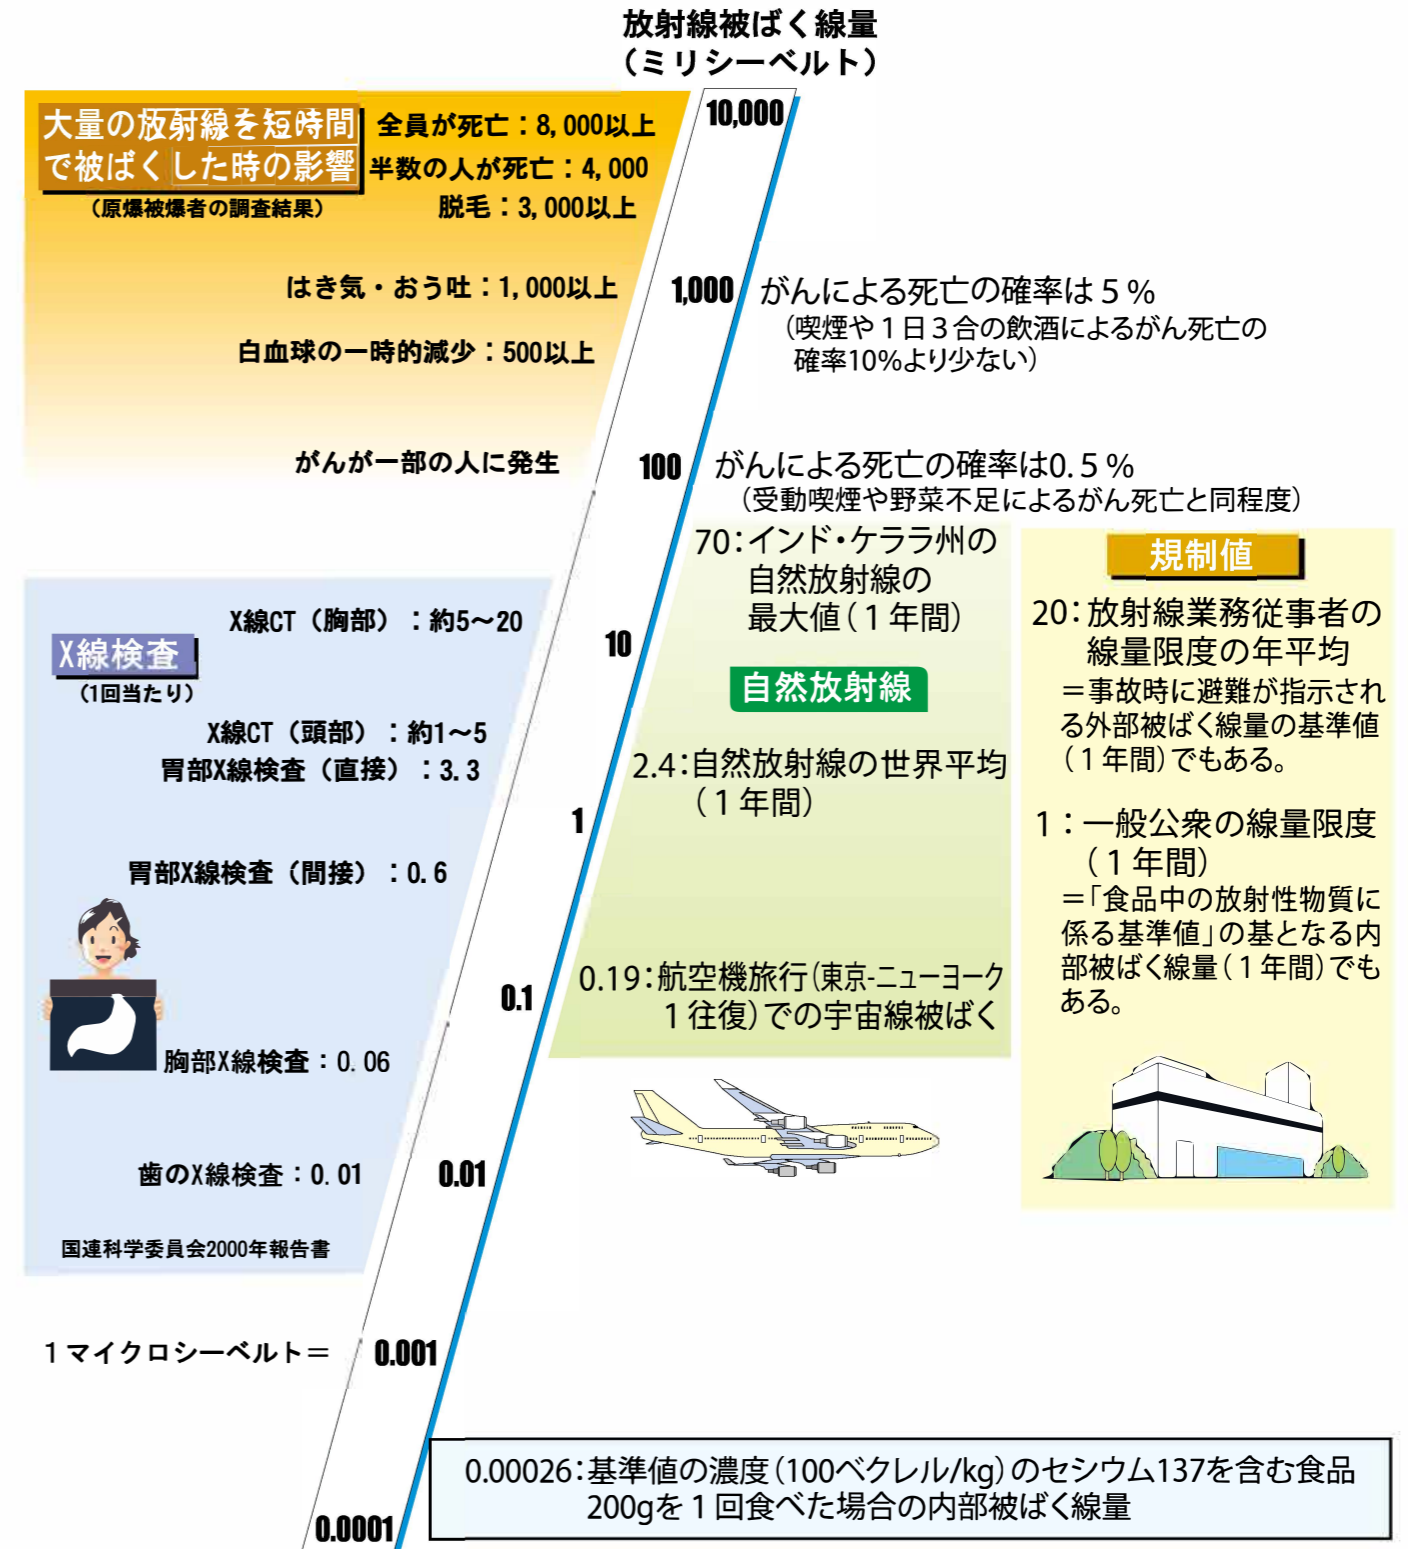 放射線被ばく線量
（ミリシーベルト）
大量の放射線を短時間
で被ばくした時の影響
（原爆被爆者の調査結果）
全員が死亡：8,000以上
半数の人が死亡：4,000
脱毛：3,000以上
はき気・おう吐：1,000以上
白血球の一時的減少：500以上
がんが一部の人に発生
10,000
1,000
100
10
1
0.1
0.01
0.001
0.0001
がんによる死亡の確率は５％
（喫煙や１日３合の飲酒によるがん死亡の
確率10%より少ない）
がんによる死亡の確率は0.５％
（受動喫煙や野菜不足によるがん死亡と同程度）
70：インド・ケララ州の
自然放射線の
最大値（１年間）
自然放射線
2.4：自然放射線の世界平均
（１年間）
0.19：航空機旅行（東京-ニューヨーク
１往復）での宇宙線被ばく
規制値
20：放射線業務従事者の
線量限度の年平均
＝事故時に避難が指示され
る外部被ばく線量の基準値
（１年間）でもある。
1：一般公衆の線量限度
（１年間）
＝「食品中の放射性物質に
係る基準値」の基となる内
部被ばく線量（１年間）でも
ある。
X線検査
（1回当たり）
X線CT（胸部）：約5～20
X線CT（頭部）：約1～5
胃部X線検査（直接）：3.3
胃部X線検査（間接）：0.6
胸部X線検査：0.06
歯のX線検査：0.01
国連科学委員会2000年報告書
１マイクロシーベルト＝
0.00026：基準値の濃度（100ベクレル/kg）のセシウム137を含む食品
200gを１回食べた場合の内部被ばく線量